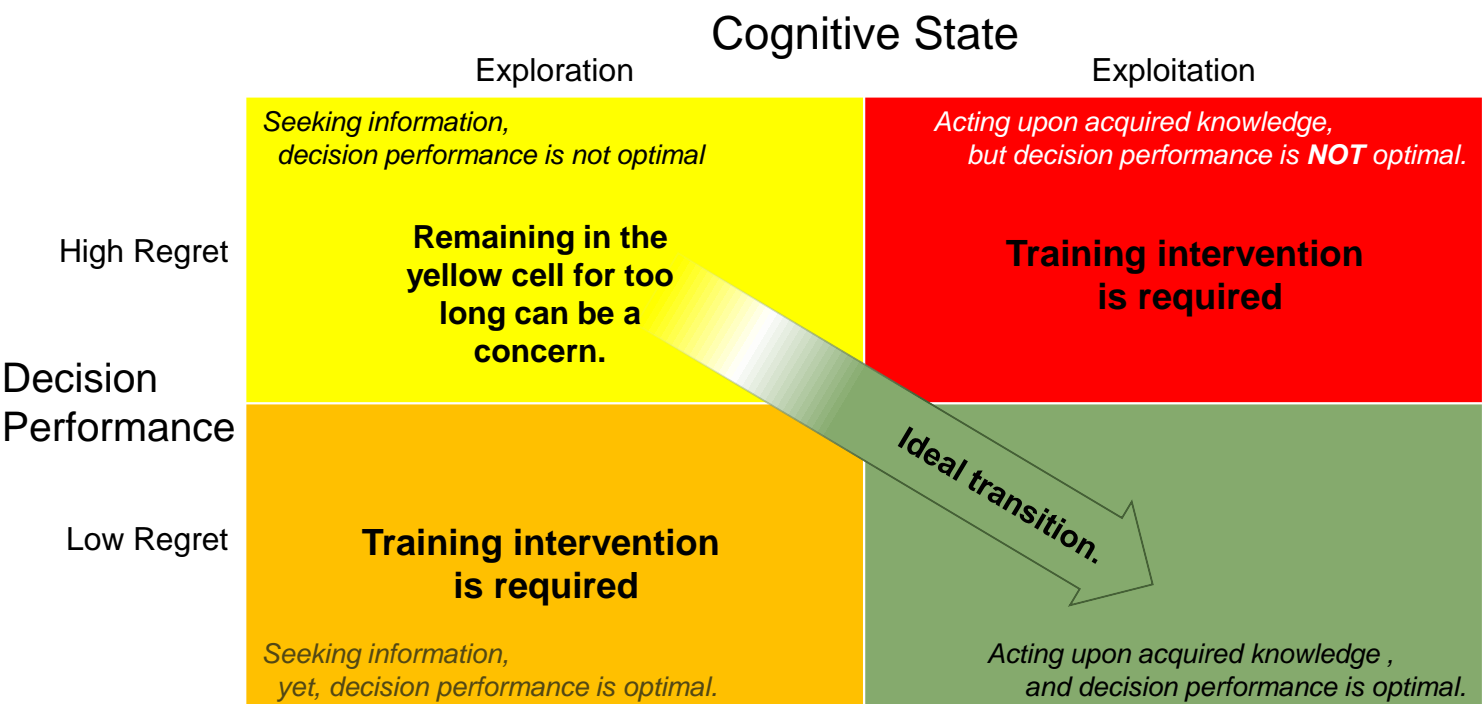 Cognitive State
Exploration
Exploitation
Seeking information,
decision performance is not optimal
Acting upon acquired knowledge,
but decision performance is NOT optimal.
High Regret
Remaining in the
yellow cell for too
long can be a
concern.
Training intervention
is required
Decision
Performance
Ideal transition.
Low Regret
Training intervention
is required
Seeking information,
yet, decision performance is optimal.
Acting upon acquired knowledge ,
and decision performance is optimal.